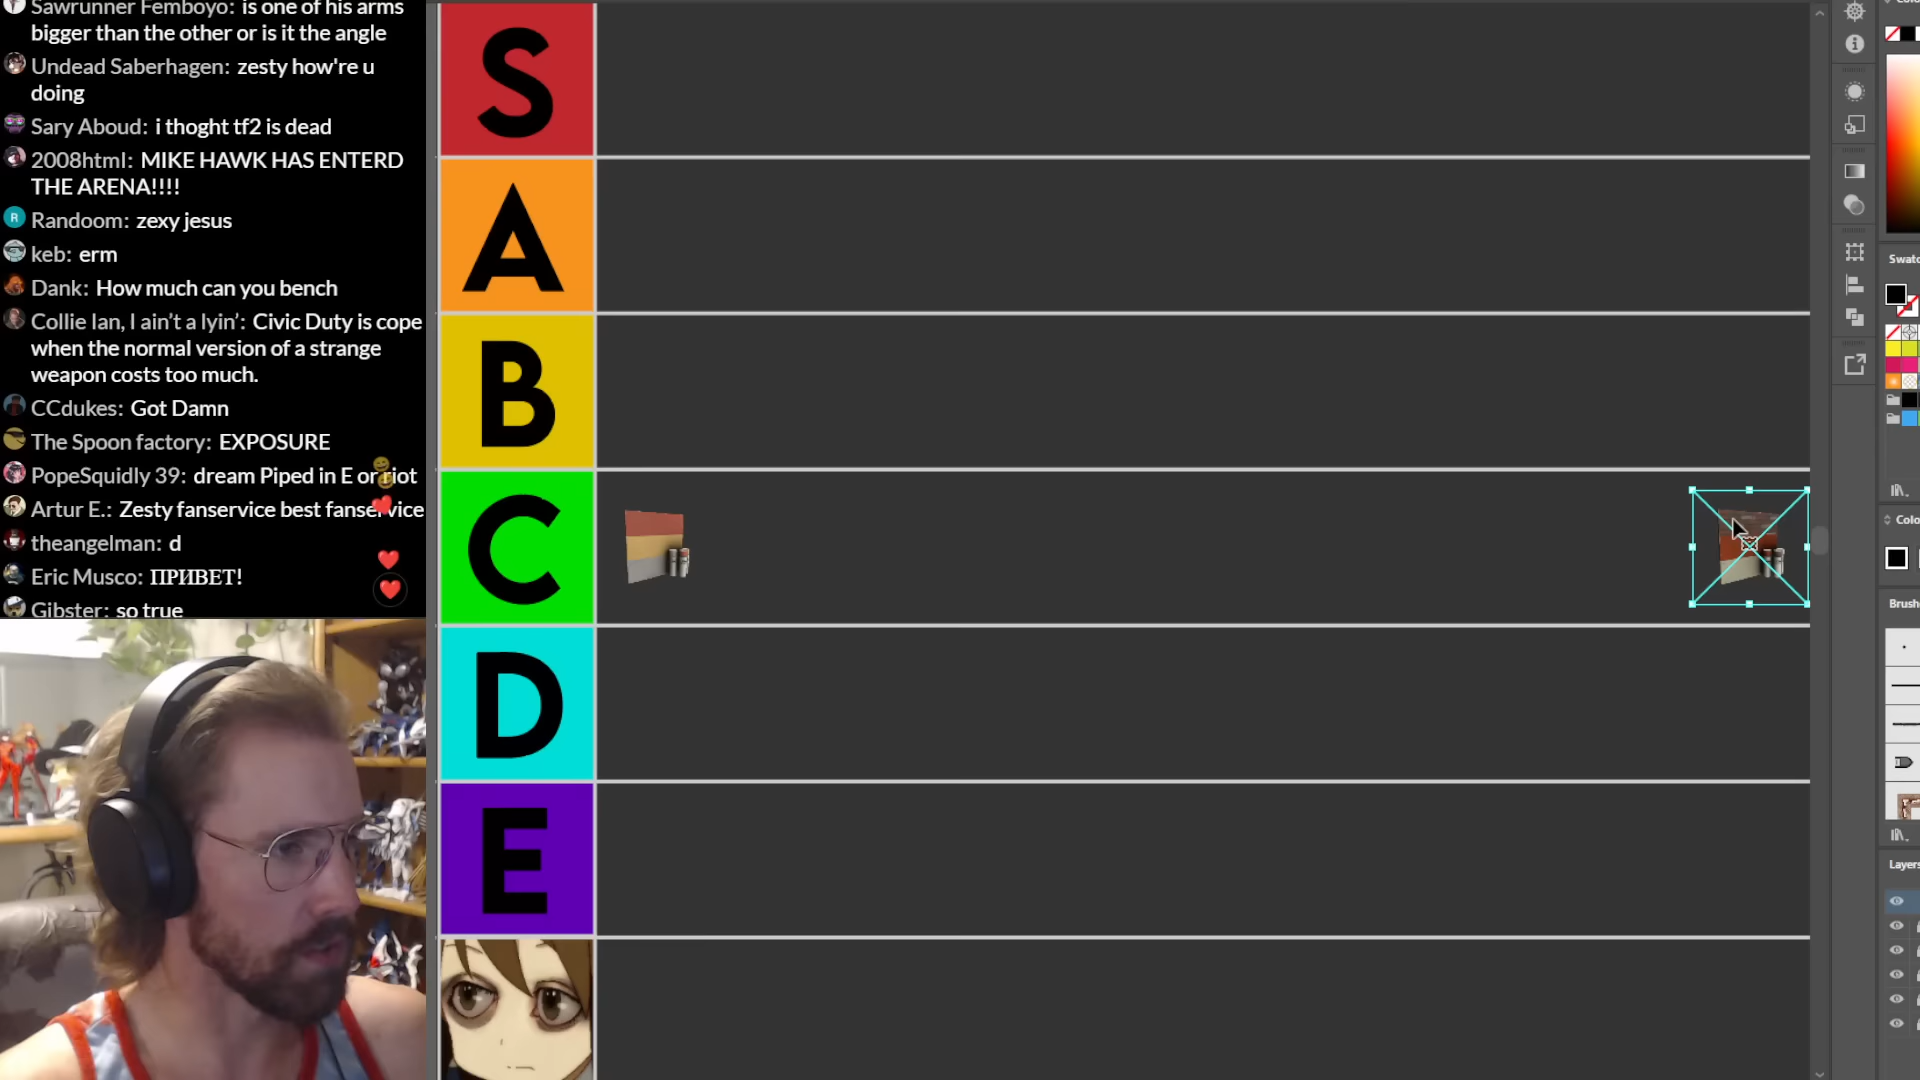 Sawrunner Femboyo: is one of his arms
bigger than the other or is it the angle
Undead Saberhagen: zesty how're u
doing
Sary Aboud: i thoght tf2 is dead
2008html: MIKE HAWK HAS ENTERD
THE ARENA!!!!
R Randoom: zexy jesus
keb: erm
Dank: How much can you bench
Collie Ian, I ain't a lyin’: Civic Duty is cope
when the normal version of a strange
weapon costs too much.
CCdukes: Got Damn
The Spoon factory: EXPOSURE
PopeSquidly 39: dream Piped in E or riot
Artur E.: Zesty fanservice best fanservice
theangelman: d
Eric Musco: ПРИВЕТ!
Gibster: so true
S
A
B
C
D
E
Swatc
Colo
Brush
Layers